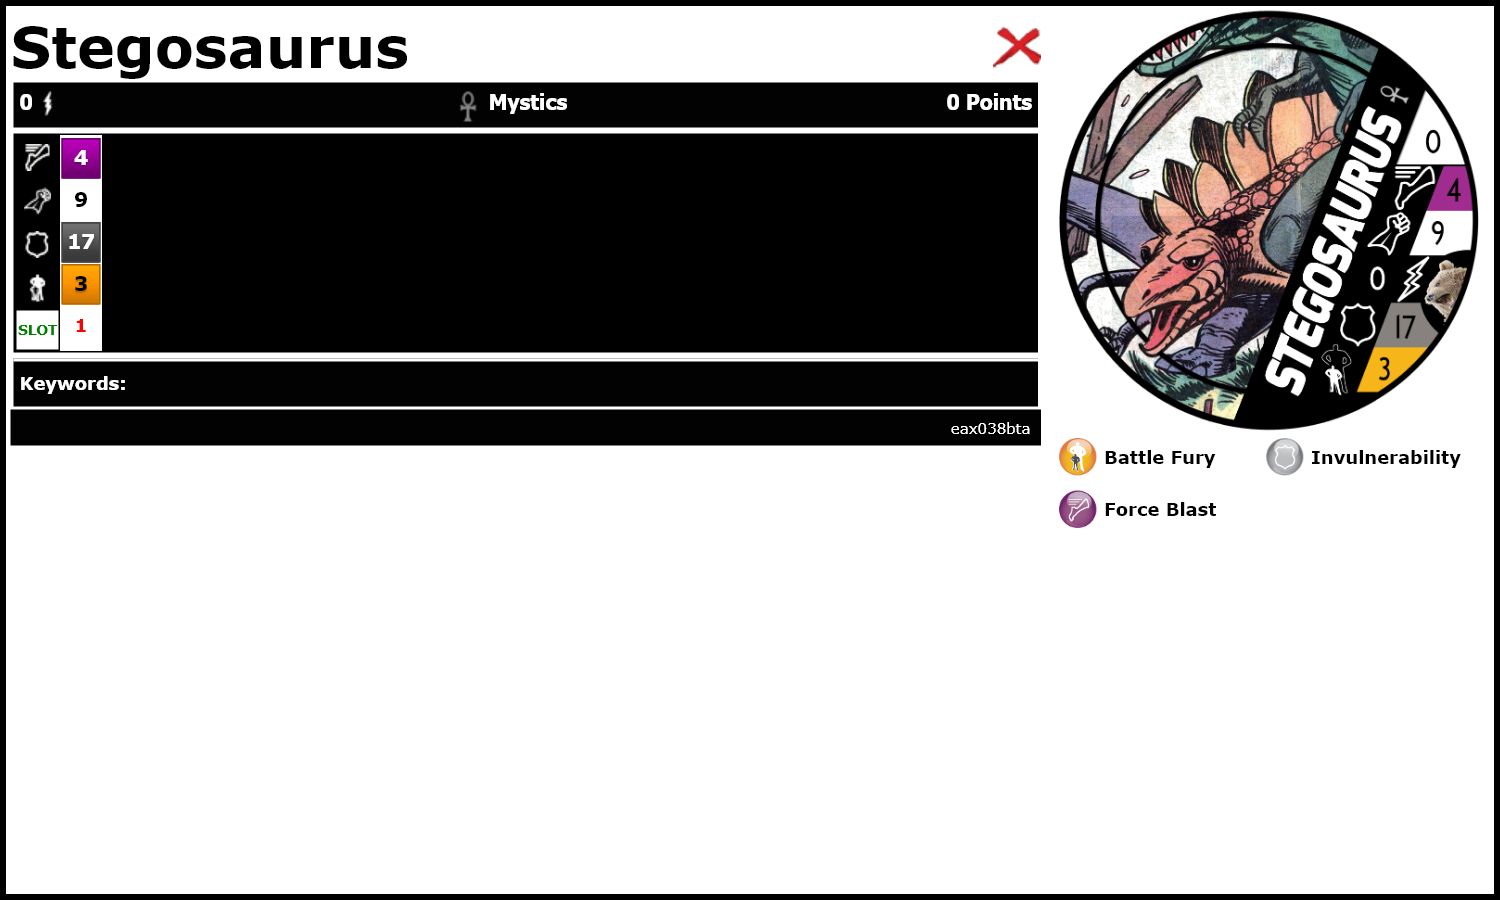 Stegosaurus
0 Mystics 0 Points
4
9
17
3
SLOT 1
Keywords:
eax038bta
STEGOSAURUS
0
4
9
0
17
3
Battle Fury Invulnerability
Force Blast